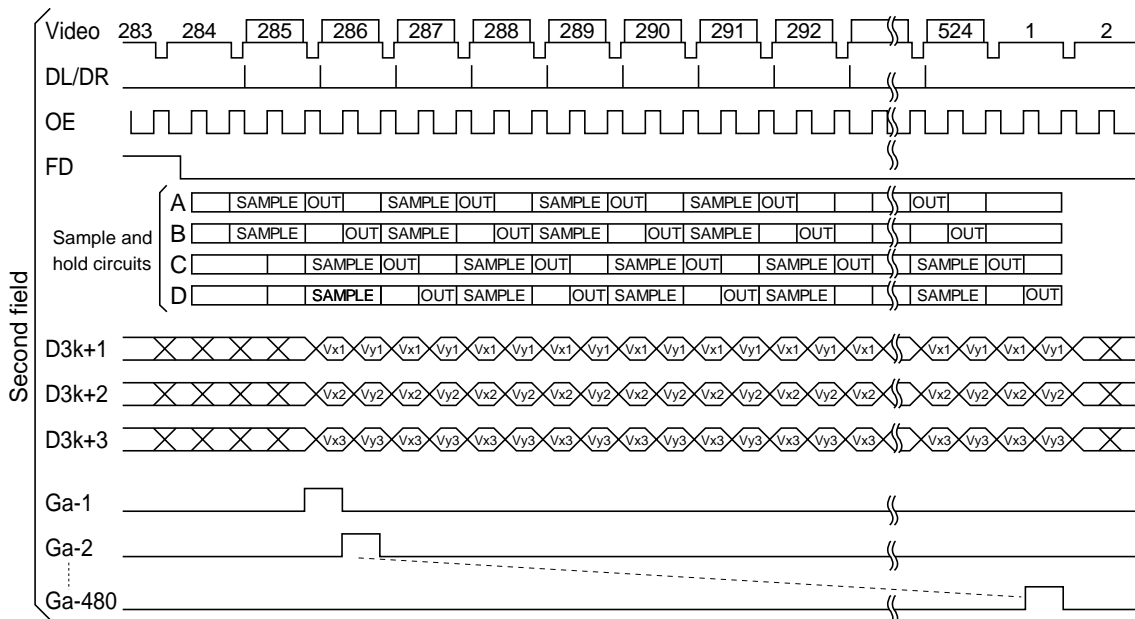 Second field
Video 283 284 285 286 287 288 289 290 291 292 524 1 2
DL/DR
OE
FD
Sample and hold circuits
A SAMPLE OUT SAMPLE OUT SAMPLE OUT SAMPLE OUT OUT
B SAMPLE OUT SAMPLE OUT SAMPLE OUT SAMPLE OUT OUT
C SAMPLE OUT SAMPLE OUT SAMPLE OUT SAMPLE OUT SAMPLE OUT
D SAMPLE OUT SAMPLE OUT SAMPLE OUT SAMPLE OUT SAMPLE OUT
D3k+1 Vx1 Vy1 Vx1 Vy1 Vx1 Vy1 Vx1 Vy1 Vx1 Vy1 Vx1 Vy1 Vx1 Vy1 Vx1 Vx1 Vy1 Vx1 Vy1
D3k+2 Vx2 Vy2 Vx2 Vy2 Vx2 Vy2 Vx2 Vy2 Vx2 Vy2 Vx2 Vy2 Vx2 Vy2 Vx2 Vx2 Vy2 Vx2 Vy2
D3k+3 Vx3 Vy3 Vx3 Vy3 Vx3 Vy3 Vx3 Vy3 Vx3 Vy3 Vx3 Vy3 Vx3 Vy3 Vx3 Vx3 Vy3 Vx3 Vy3
Ga-1
Ga-2
Ga-480